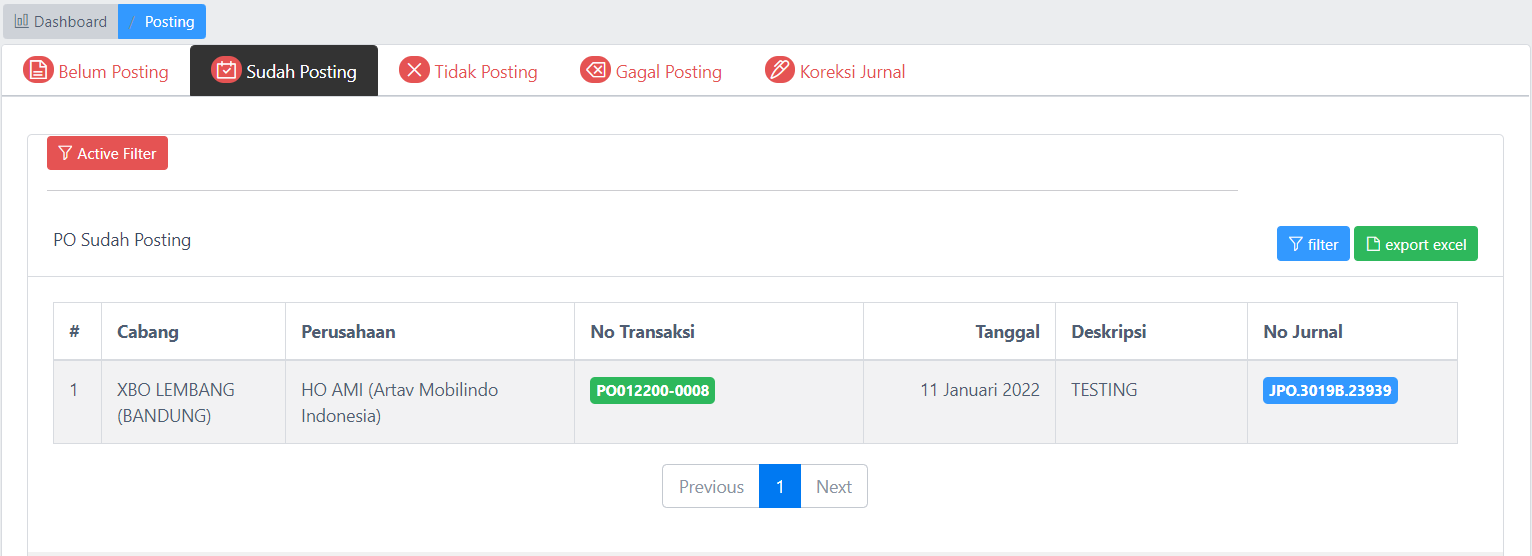 Dashboard / Posting
Belum Posting Sudah Posting Tidak Posting Gagal Posting Koreksi Jurnal
Active Filter
PO Sudah Posting filter export excel
# Cabang Perusahaan No Transaksi Tanggal Deskripsi No Jurnal
1 XBO LEMBANG HO AMI (Artav Mobilindo PO012200-0008 11 Januari 2022 TESTING JPO.3019B.23939
(BANDUNG) Indonesia)
Previous 1 Next